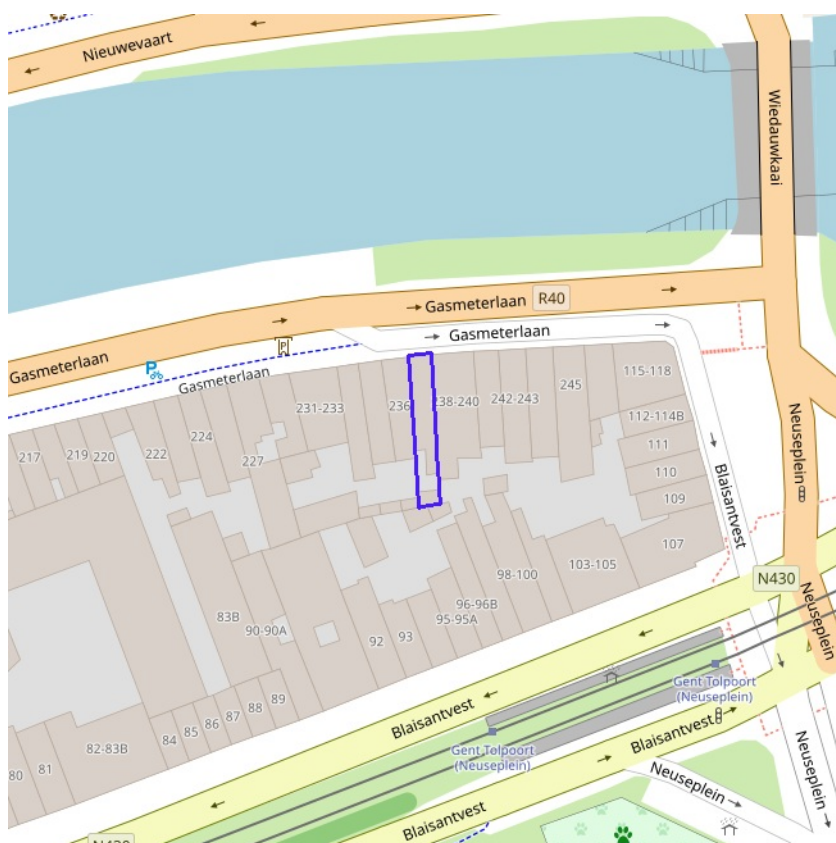 Nieuwevaart
Wiedauwkaai
Gasmeterlaan
R40
Gasmeterlaan
Gasmeterlaan
P
P
Gasmeterlaan
115-118
245
231-233
236
238-240
242-243
112-114B
224
111
217
219
220
222
227
110
109
Neuseplein
Blaisantvest
107
103-105
98-100
N430
96-96B
83B
90-90A
95-95A
92
93
Neuseplein
Gent Tolpoort
(Neuseplein)
89
88
87
86
85
84
82-83B
81
80
Blaisantvest
Gent Tolpoort
(Neuseplein)
Blaisantvest
Neuseplein
Neuseplein
Blaisantvest
N430